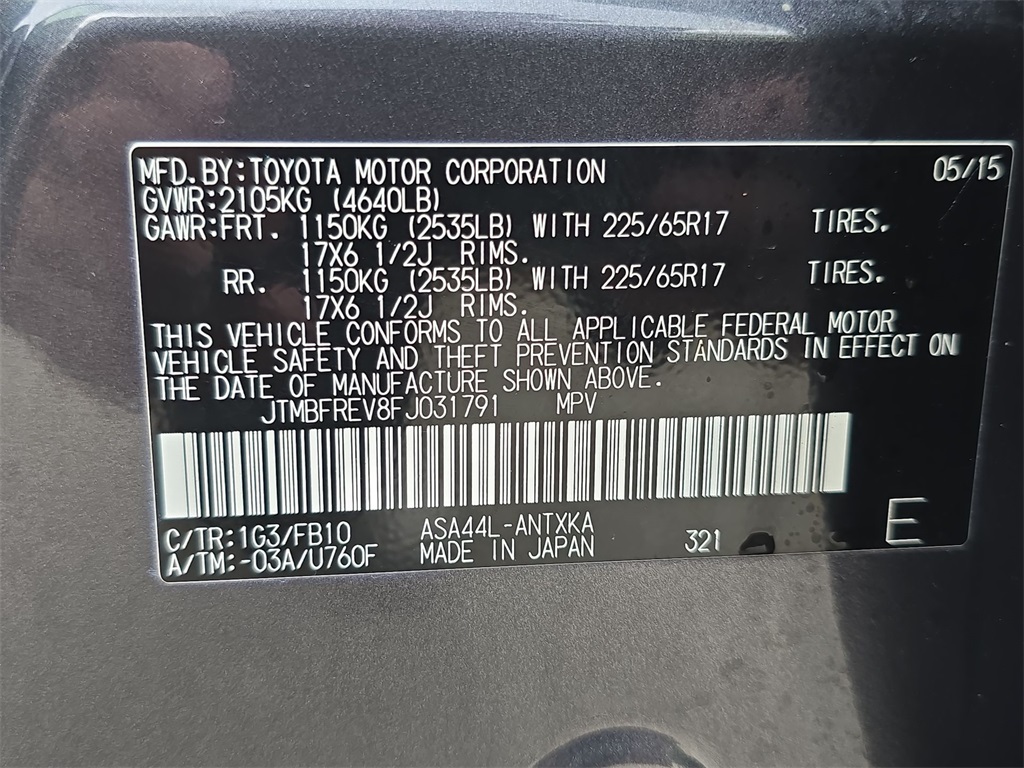 MFD. BY:TOYOTA MOTOR CORPORATION 05/15
GVWR:2105KG (4640LB)
GAWR:FRT. 1150KG (2535LB) WITH 225/65R17 TIRES.
17X6 1/2J RIMS.
RR. 1150KG (2535LB) WITH 225/65R17 TIRES.
17X6 1/2J RIMS.
THIS VEHICLE CONFORMS TO ALL APPLICABLE FEDERAL MOTOR
VEHICLE SAFETY AND THEFT PREVENTION STANDARDS IN EFFECT ON
THE DATE OF MANUFACTURE SHOWN ABOVE.
JTMBFREV8FJ031791 MPV
C/TR:1G3/FB10 ASA44L-ANTXKA E
A/TM:-03A/U760F MADE IN JAPAN 321